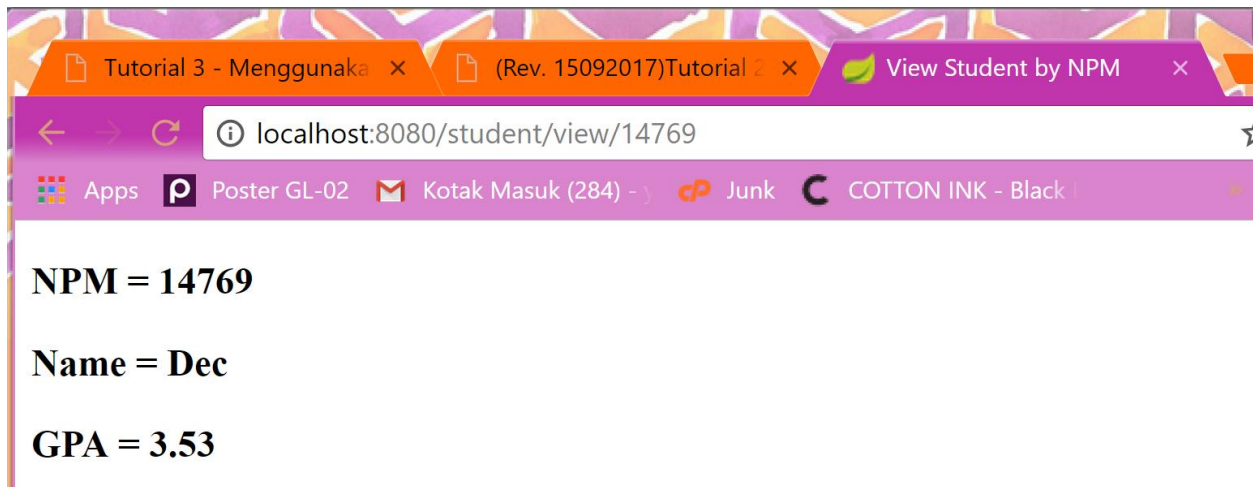 Tutorial 3 - Menggunaka
(Rev. 15092017)Tutorial 2
View Student by NPM
localhost:8080/student/view/14769
Apps
Poster GL-02
Kotak Masuk (284) - y
Junk
COTTON INK - Black
NPM = 14769
Name = Dec
GPA = 3.53